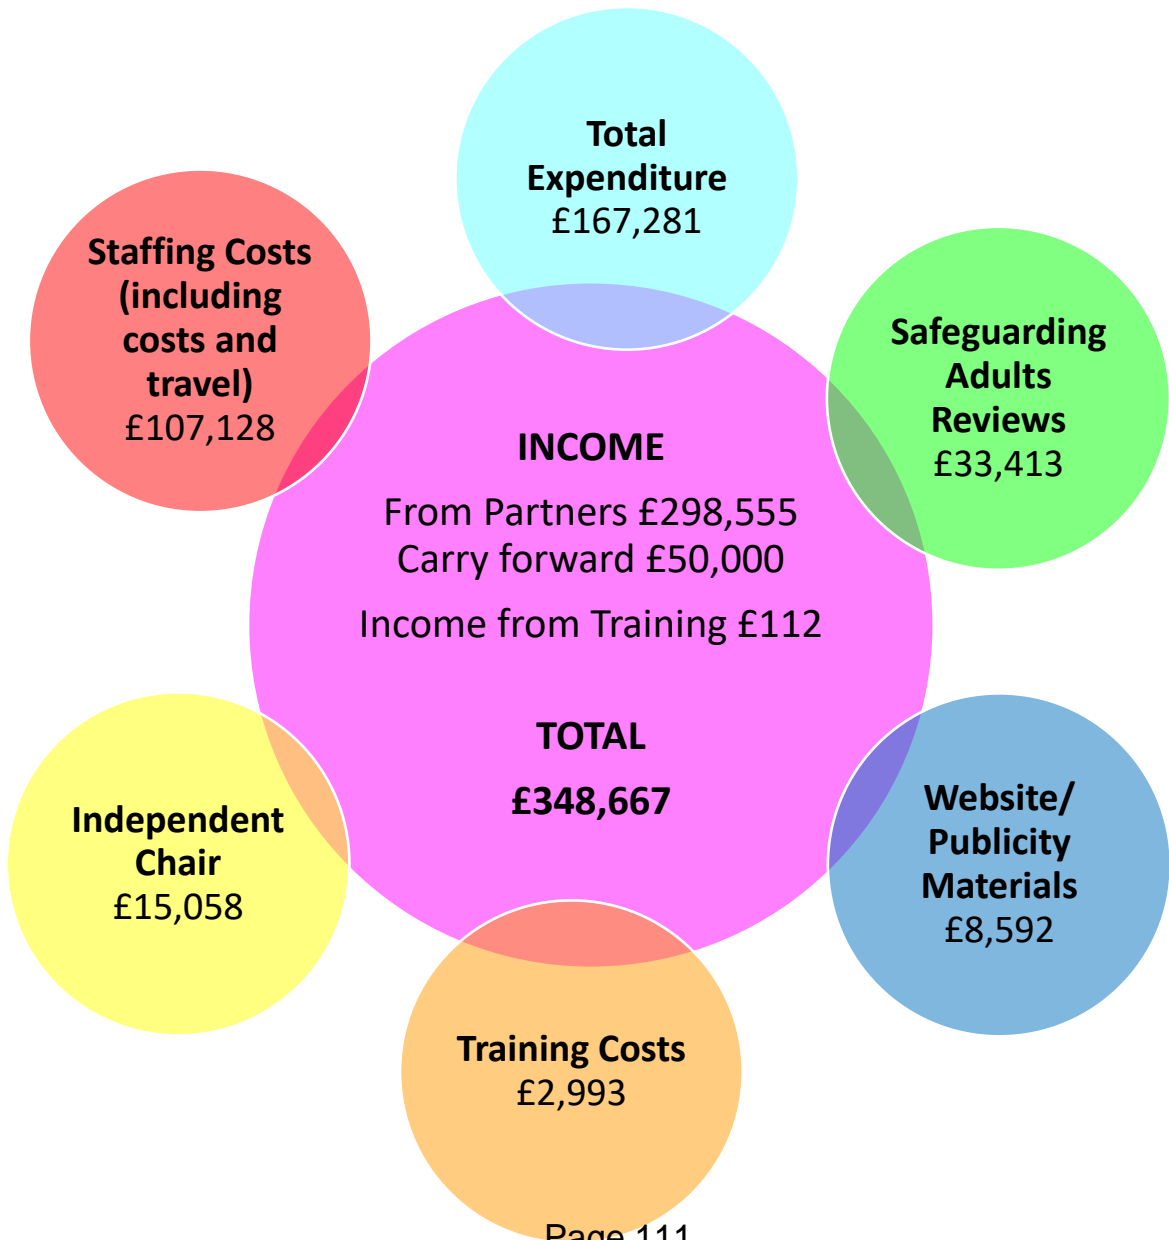 Total
Expenditure
£167,281
Staffing Costs
(including
costs and
travel)
£107,128
Safeguarding
Adults
Reviews
£33,413
INCOME
From Partners £298,555
Carry forward £50,000
Income from Training £112
TOTAL
£348,667
Independent
Chair
£15,058
Website/
Publicity
Materials
£8,592
Training Costs
£2,993
Page 111